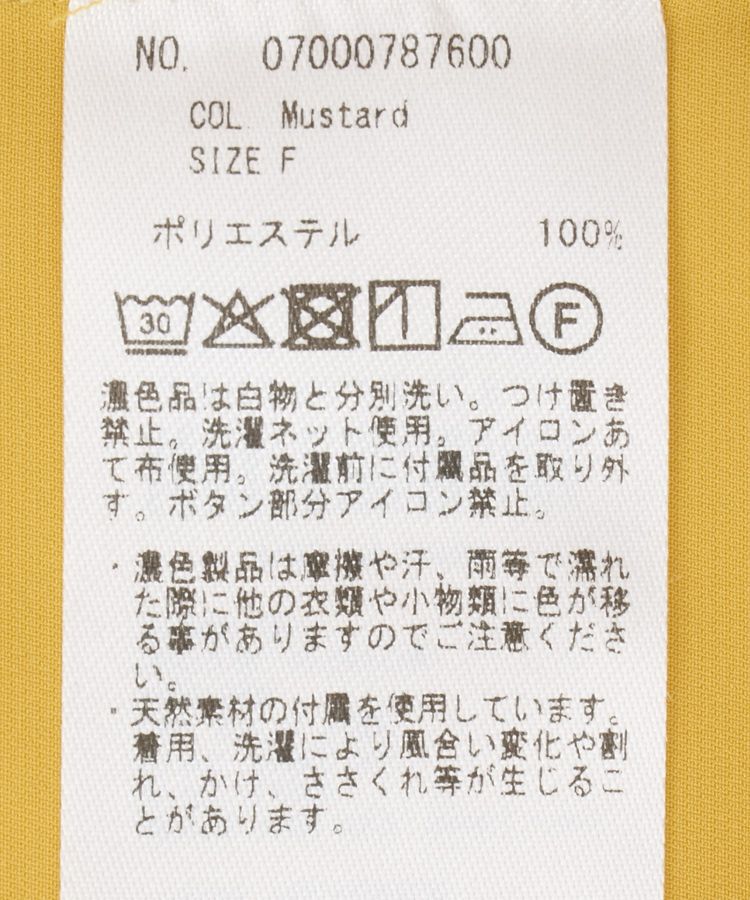 NO. 07000787600
COL Mustard
SIZE F
ポリエステル 100%
30
F
濃色品は白物と分別洗い。つけ置き
禁止。洗濯ネット使用。アイロンあ
て布使用。洗濯前に付属品を取り外
す。ボタン部分アイロン禁止。
・濃色製品は摩擦や汗、雨等で濡れ
た際に他の衣類や小物類に色が移
る事がありますのでご注意くださ
い。
・天然素材の付属を使用しています。
着用、洗濯により風合い変化や割
れ、かけ、ささくれ等が生じるこ
とがあります。